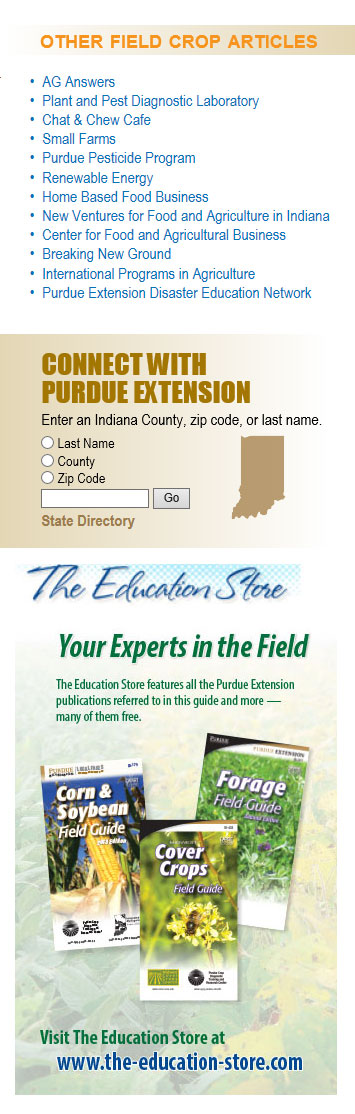 OTHER FIELD CROP ARTICLES
• AG Answers
• Plant and Pest Diagnostic Laboratory
• Chat & Chew Cafe
• Small Farms
• Purdue Pesticide Program
• Renewable Energy
• Home Based Food Business
• New Ventures for Food and Agriculture in Indiana
• Center for Food and Agricultural Business
• Breaking New Ground
• International Programs in Agriculture
• Purdue Extension Disaster Education Network
CONNECT WITH
PURDUE EXTENSION
Enter an Indiana County, zip code, or last name.
Last Name
County
Zip Code
Go
State Directory
The Education Store
Your Experts in the Field
The Education Store features all the Purdue Extension
publications referred to in this guide and more —
many of them free.
PURDUE EXTENSION
Forage
Field Guide
Corn &
Soybean
Field Guide
Cover
Crops
Field Guide
Visit The Education Store at
www.the-education-store.com